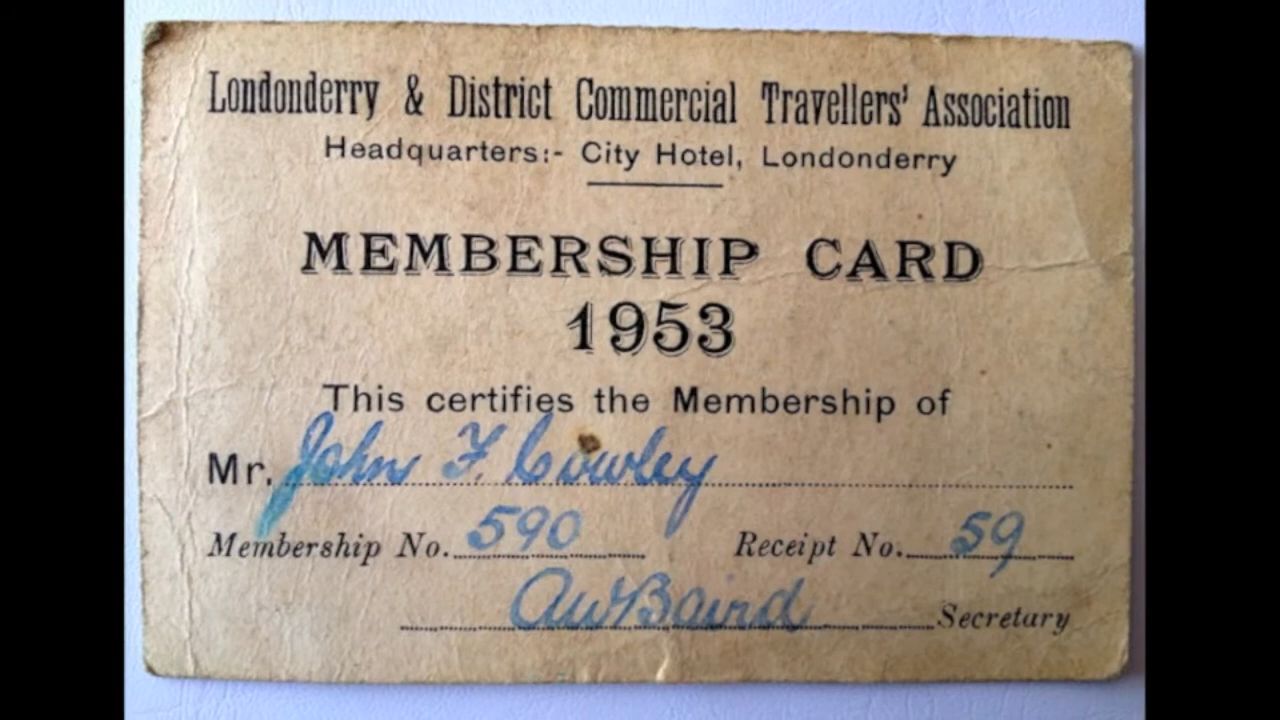 Londonderry & District Commercial Travellers' Association
Headquarters:- City Hotel, Londonderry
MEMBERSHIP CARD
1953
This certifies the Membership of
Mr. John F. Cowley
Membership No. 590 Receipt No. 59
AWBaird Secretary